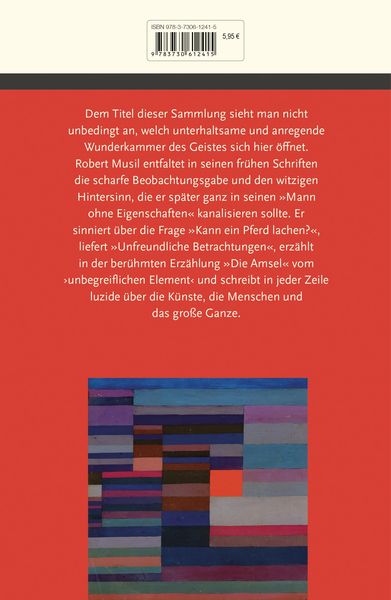 ISBN 978-3-7306-1241-5
5,95 €
9 783730 612415
Dem Titel dieser Sammlung sieht man nicht
unbedingt an, welch unterhaltsame und anregende
Wunderkammer des Geistes sich hier öffnet.
Robert Musil entfaltet in seinen frühen Schriften
die scharfe Beobachtungsgabe und den witzigen
Hintersinn, die er später ganz in seinen »Mann
ohne Eigenschaften« kanalisieren sollte. Er
sinniert über die Frage »Kann ein Pferd lachen?«,
liefert »Unfreundliche Betrachtungen«, erzählt
in der berühmten Erzählung »Die Amsel« vom
›unbegreiflichen Element‹ und schreibt in jeder Zeile
luzide über die Künste, die Menschen und
das große Ganze.